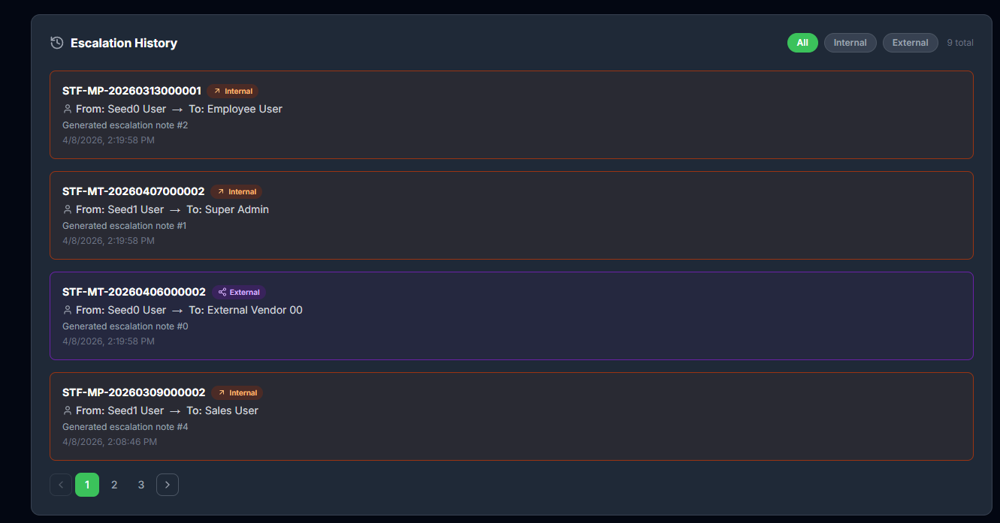 Escalation History
All Internal External 9 total
STF-MP-20260313000001 Internal
From: Seed0 User → To: Employee User
Generated escalation note #2
4/8/2026, 2:19:58 PM
STF-MT-20260407000002 Internal
From: Seed1 User → To: Super Admin
Generated escalation note #1
4/8/2026, 2:19:58 PM
STF-MT-20260406000002 External
From: Seed0 User → To: External Vendor 00
Generated escalation note #0
4/8/2026, 2:19:58 PM
STF-MP-20260309000002 Internal
From: Seed1 User → To: Sales User
Generated escalation note #4
4/8/2026, 2:08:46 PM
1 2 3